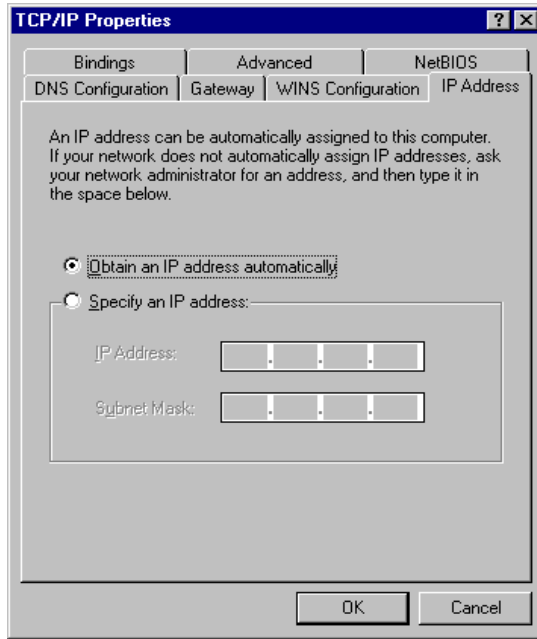 TCP/IP Properties
Bindings Advanced NetBIOS
DNS Configuration Gateway WINS Configuration IP Address
An IP address can be automatically assigned to this computer.
If your network does not automatically assign IP addresses, ask
your network administrator for an address, and then type it in
the space below.
Obtain an IP address automatically
Specify an IP address:
IP Address:
Subnet Mask:
OK Cancel